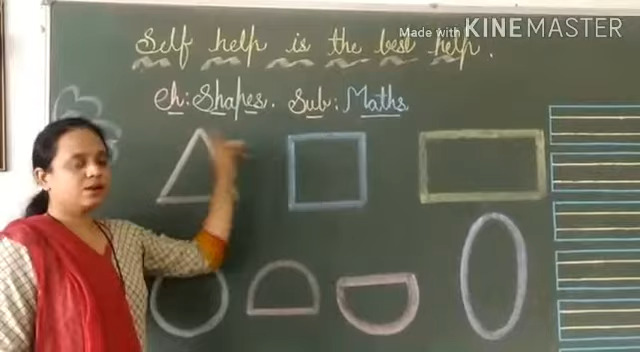 Made with KINEMASTER
Self help is the best help.
Ch: Shapes. Sub: Maths